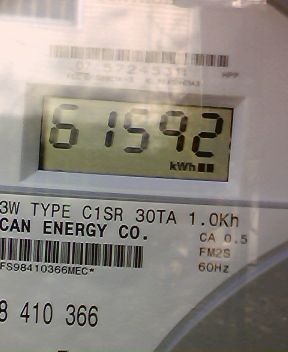 61592
kWh
3W TYPE C1SR 30TA 1.0Kh
CAN ENERGY CO.
CA 0.5
FM2S
60Hz
FS98410366MEC*
8 410 366